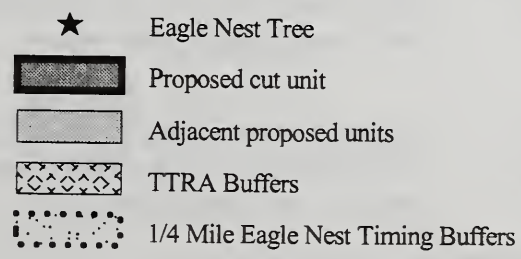 Eagle Nest Tree
Proposed cut unit
Adjacent proposed units
TTRA Buffers
1/4 Mile Eagle Nest Timing Buffers